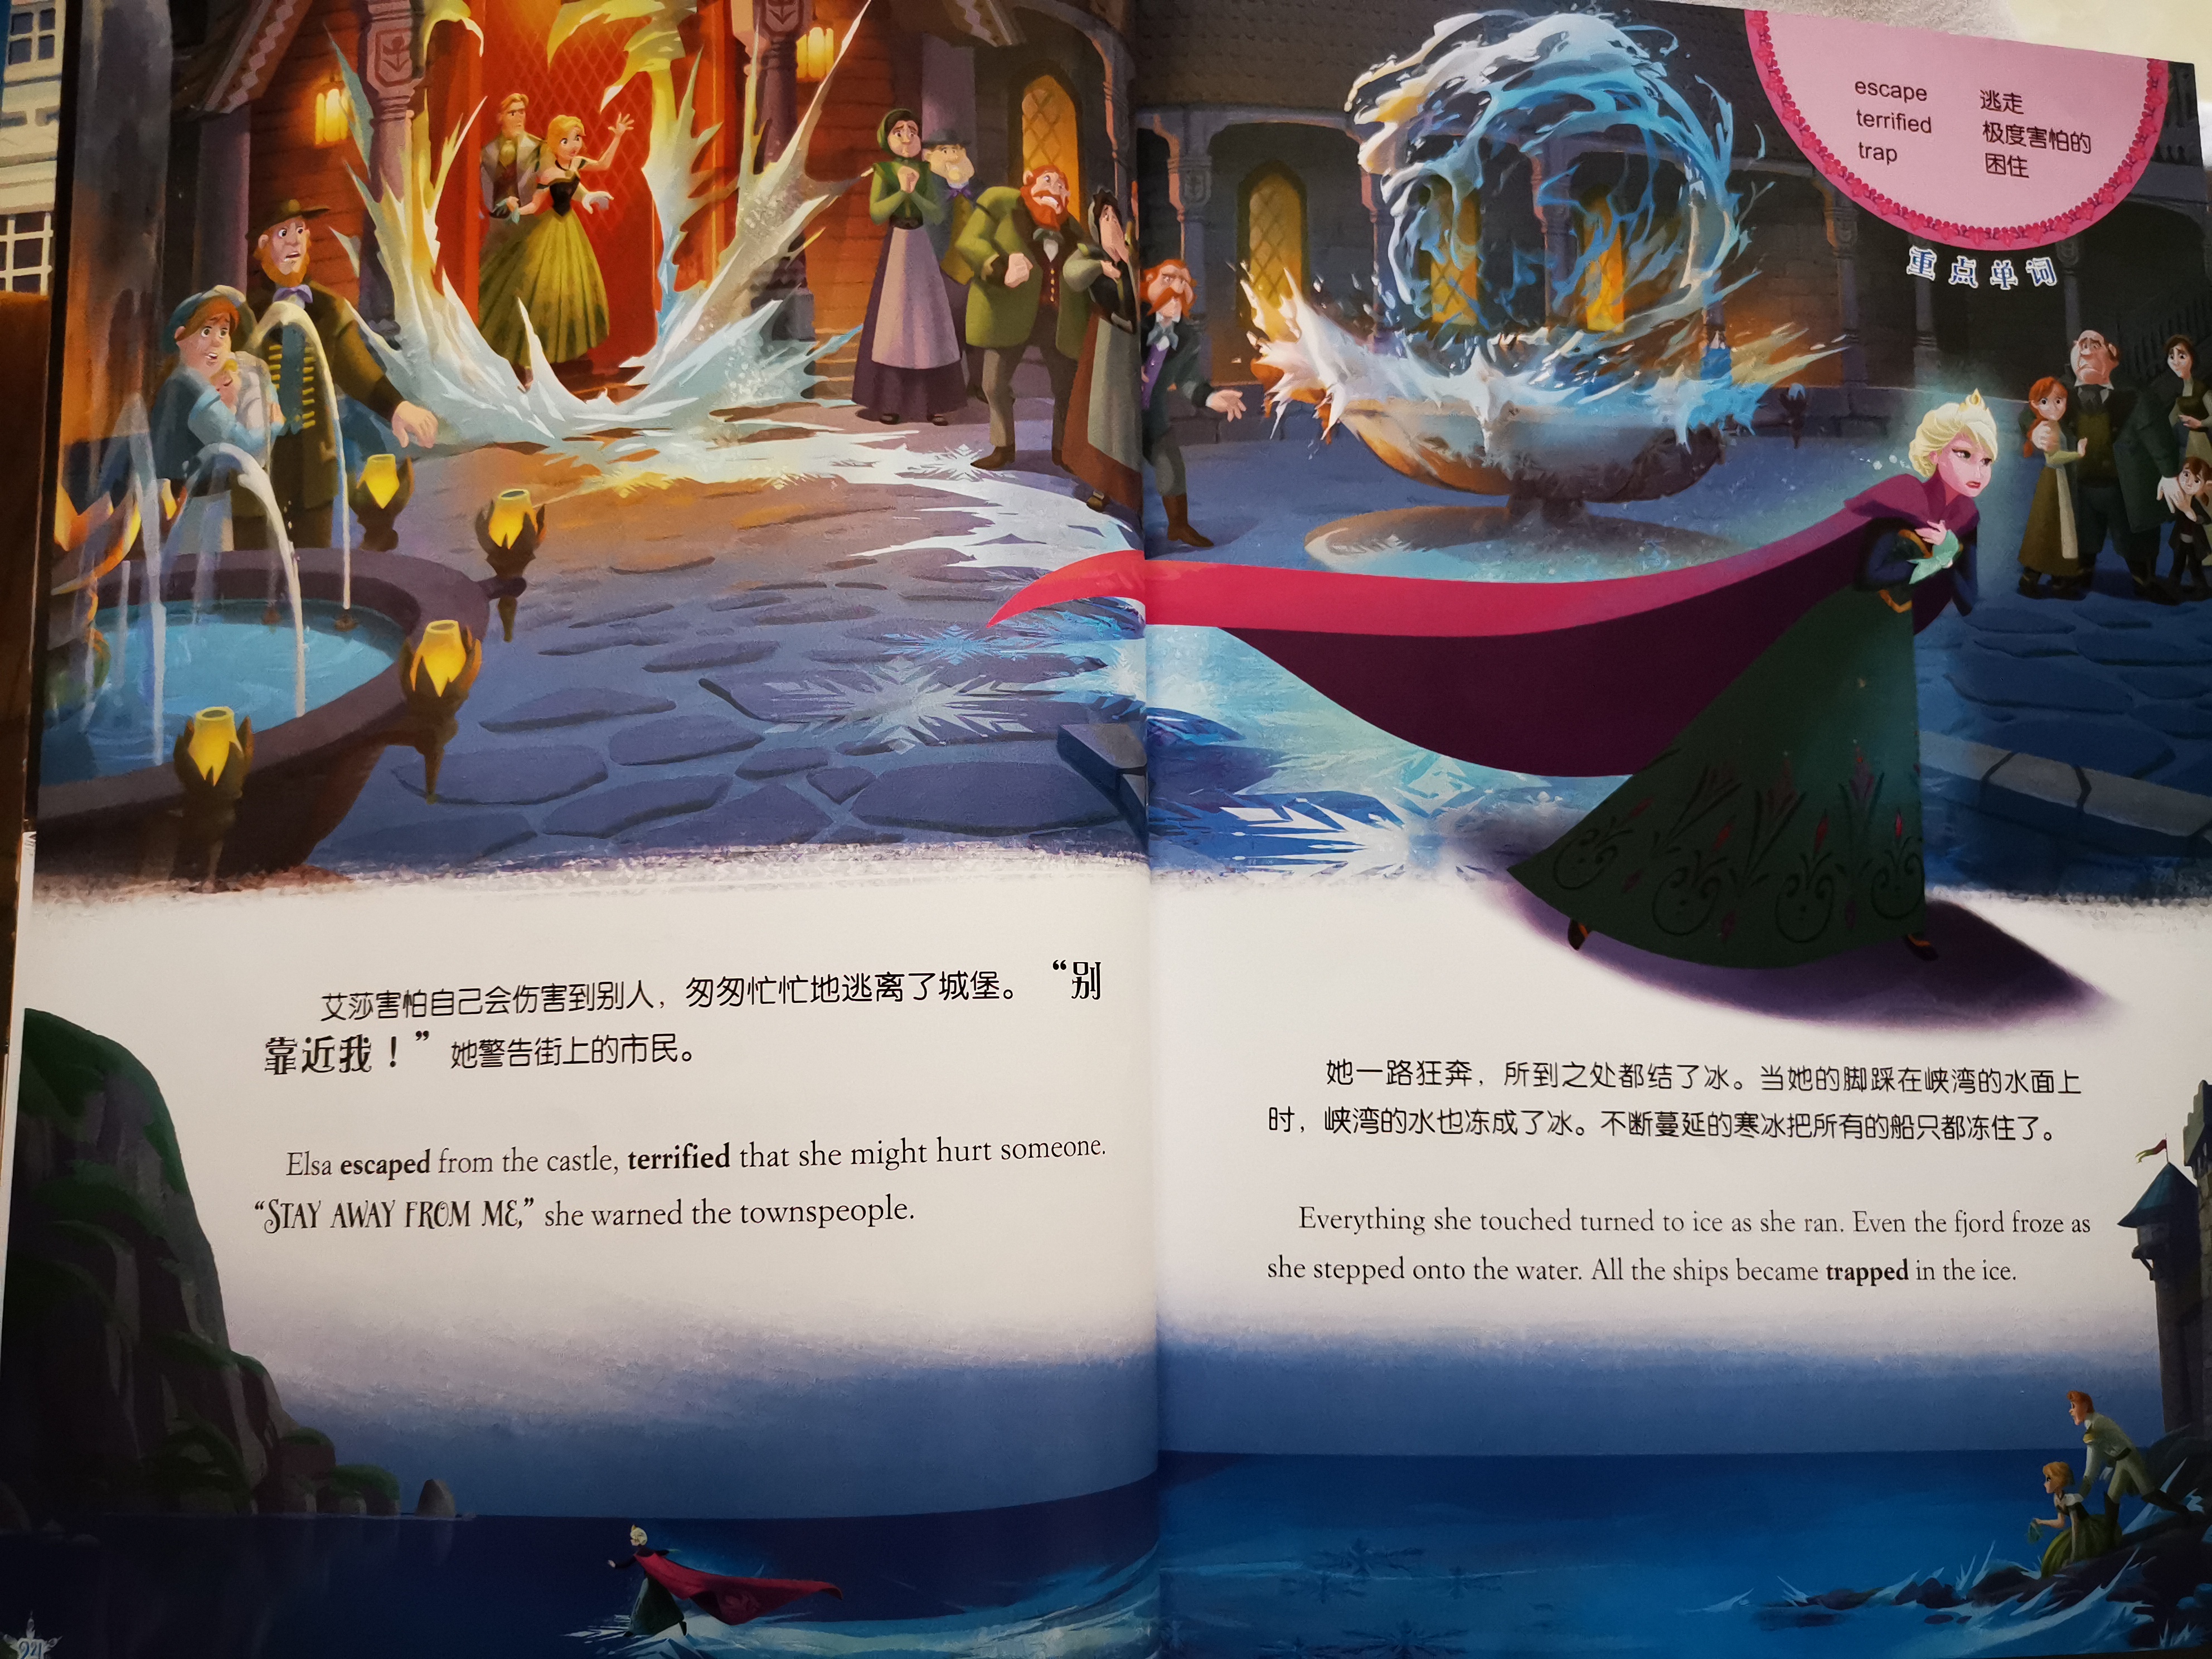 艾莎害怕自己会伤害到别人，匆匆忙忙地逃离了城堡。“别
靠近我！”她警告街上的市民。
Elsa escaped from the castle, terrified that she might hurt someone.
“STAY AWAY FROM ME,” she warned the townspeople.
escape 逃走
terrified 极度害怕的
trap 困住
重点单词
她一路狂奔，所到之处都结了冰。当她的脚踩在峡湾的水面上
时，峡湾的水也冻成了冰。不断蔓延的寒冰把所有的船只都冻住了。
Everything she touched turned to ice as she ran. Even the fjord froze as
she stepped onto the water. All the ships became trapped in the ice.